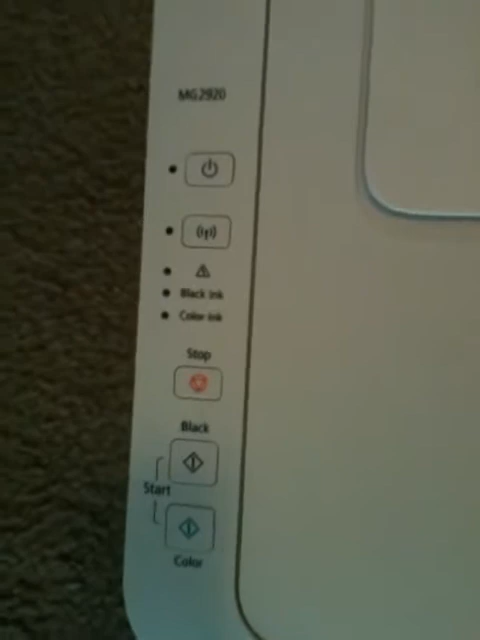 MG2920
Black ink
Color ink
Stop
Black
Start
Color